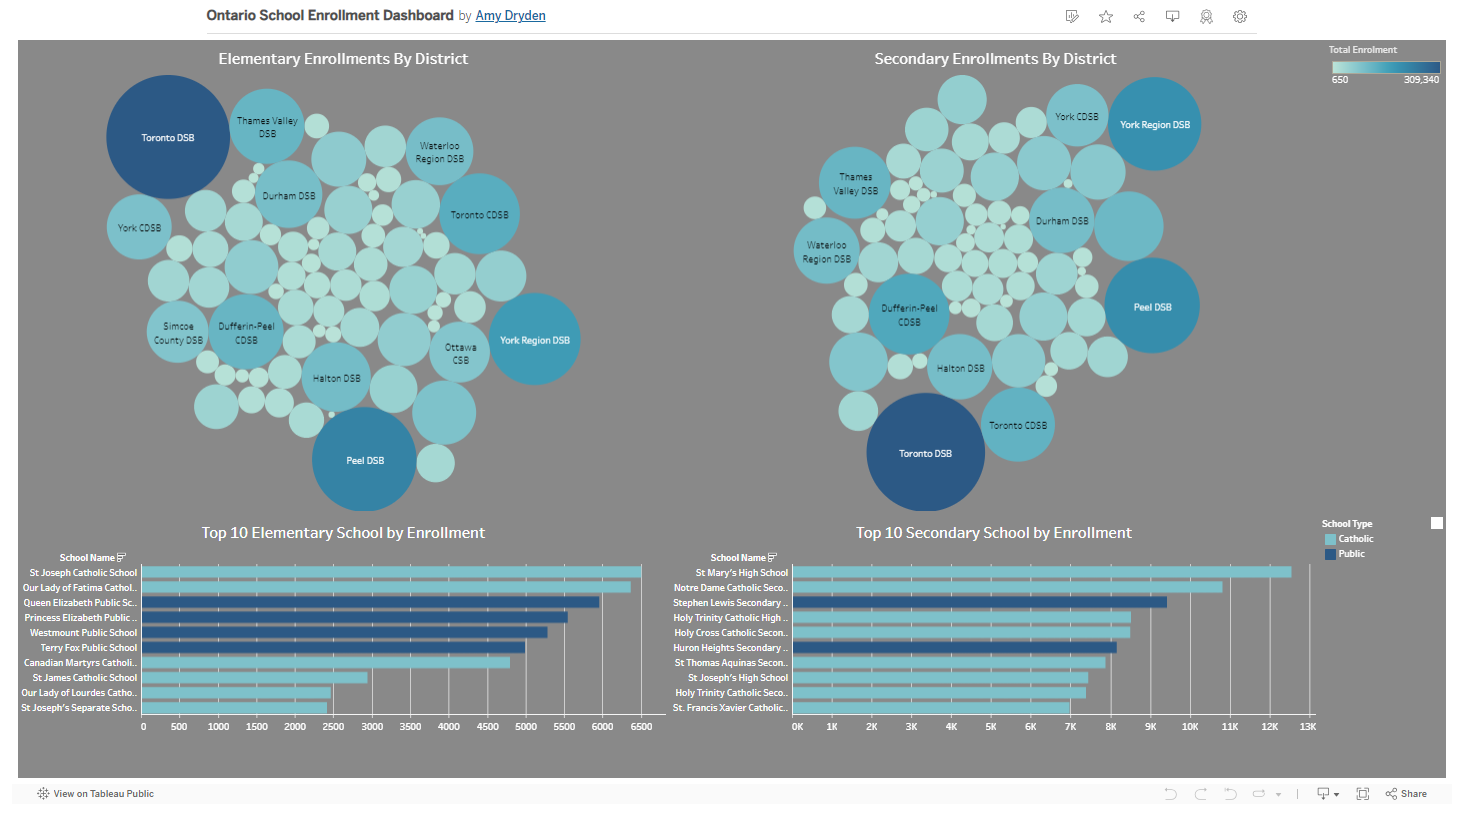 Ontario School Enrollment Dashboard by Amy Dryden
Elementary Enrollments By District
Secondary Enrollments By District
Total Enrolment
650 309,340
Toronto DSB
Thames Valley
DSB
Waterloo
Region DSB
Durham DSB
Toronto CDSB
York CDSB
Simcoe
County DSB
Dufferin-Peel
CDSB
York Region DSB
Ottawa
CSB
Halton DSB
Peel DSB
York CDSB
York Region DSB
Thames
Valley DSB
Durham DSB
Waterloo
Region DSB
Dufferin-Peel
CDSB
Peel DSB
Halton DSB
Toronto CDSB
Toronto DSB
Top 10 Elementary School by Enrollment
School Name
St Joseph Catholic School
Our Lady of Fatima Cathol..
Queen Elizabeth Public Sc..
Princess Elizabeth Public ..
Westmount Public School
Terry Fox Public School
Canadian Martyrs Catholi..
St James Catholic School
Our Lady of Lourdes Catho..
St Joseph's Separate Scho..
0 500 1000 1500 2000 2500 3000 3500 4000 4500 5000 5500 6000 6500
Top 10 Secondary School by Enrollment
School Name
St Mary's High School
Notre Dame Catholic Seco..
Stephen Lewis Secondary ..
Holy Trinity Catholic High ..
Holy Cross Catholic Secon..
Huron Heights Secondary ..
St Thomas Aquinas Secon..
St Joseph's High School
Holy Trinity Catholic Seco..
St. Francis Xavier Catholic..
0K 1K 2K 3K 4K 5K 6K 7K 8K 9K 10K 11K 12K 13K
School Type
Catholic
Public
View on Tableau Public
Share